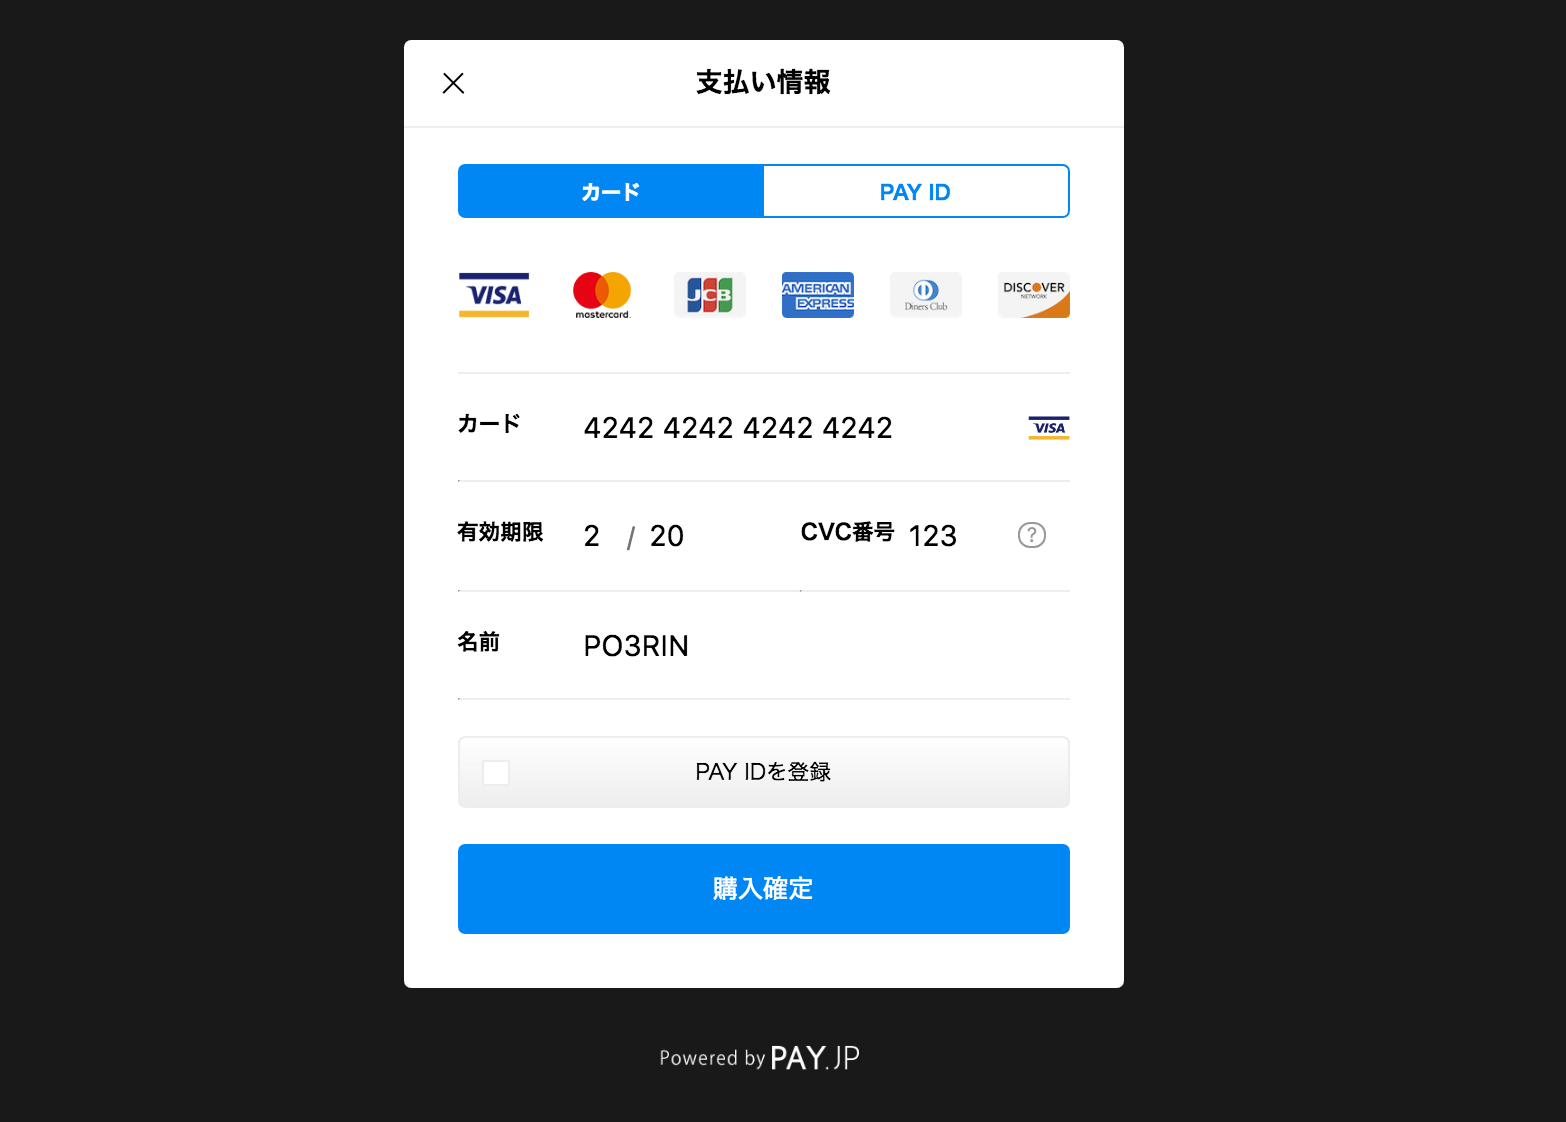 支払い情報
カード PAY ID
VISA mastercard. JCB AMERICAN EXPRESS Diners Club DISCOVER NETWORK
カード 4242 4242 4242 4242 VISA
有効期限 2 / 20 CVC番号 123 ?
名前 PO3RIN
PAY IDを登録
購入確定
Powered by PAY.JP